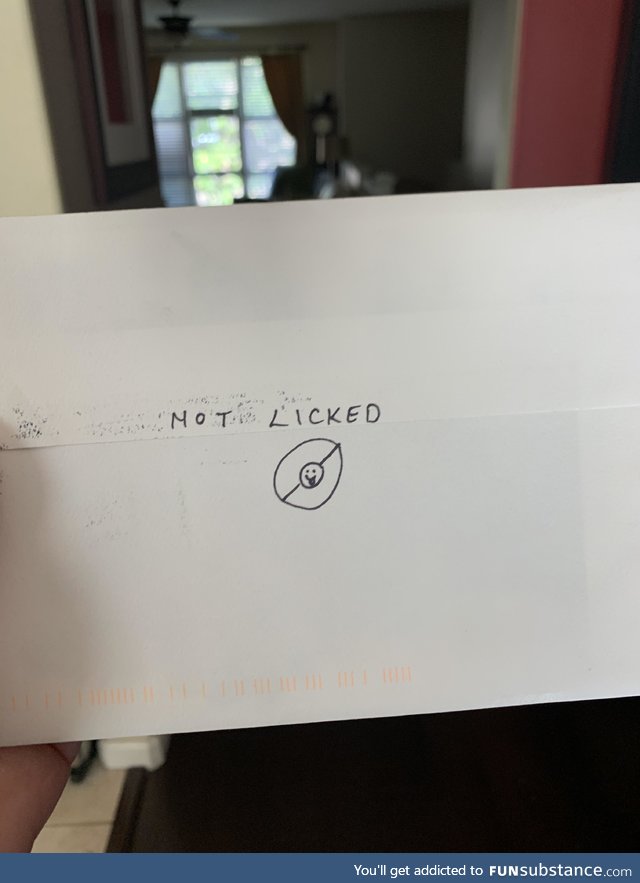 NOT LICKED
You'll get addicted to FUNsubstance.com